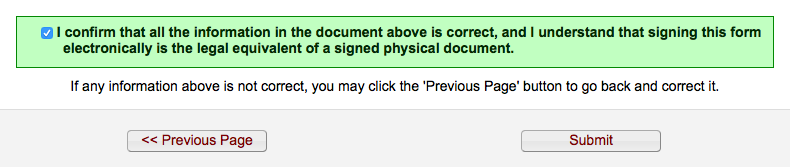 I confirm that all the information in the document above is correct, and I understand that signing this form
electronically is the legal equivalent of a signed physical document.
If any information above is not correct, you may click the 'Previous Page' button to go back and correct it.
<< Previous Page
Submit